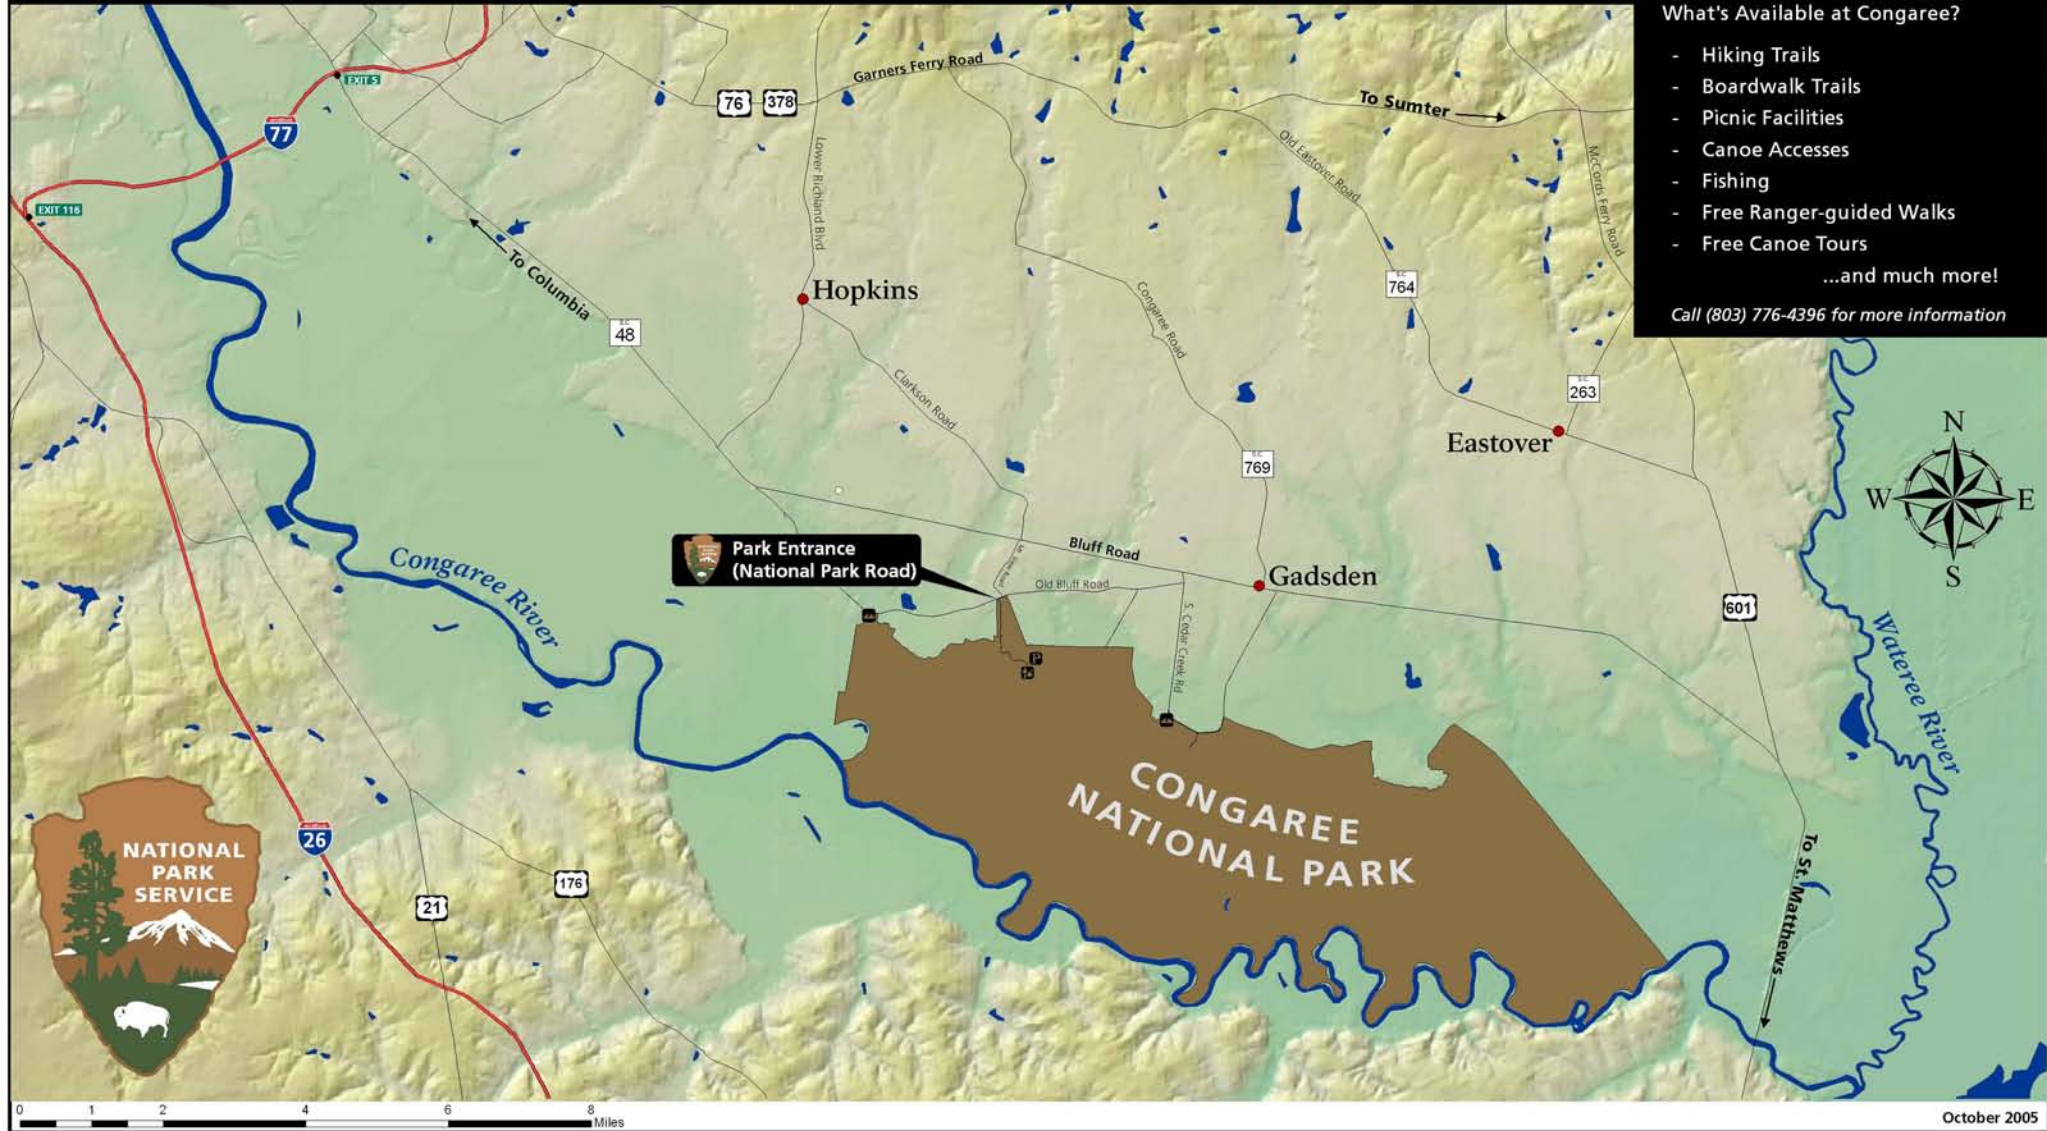 What's Available at Congaree?
- Hiking Trails
- Boardwalk Trails
- Picnic Facilities
- Canoe Accesses
- Fishing
- Free Ranger-guided Walks
- Free Canoe Tours
...and much more!
Call (803) 776-4396 for more information
EXIT 5
77
EXIT 116
76
378
Garners Ferry Road
To Sumter
Lower Richland Blvd
Old Eastover Road
McCords Ferry Road
To Columbia
S.C.
48
Hopkins
Clarkson Road
Congaree Road
S.C.
764
S.C.
263
Eastover
S.C.
769
N
W
E
S
Congaree River
Park Entrance
(National Park Road)
Bluff Road
Old Bluff Road
Gadsden
S. Cedar Creek Rd
P
601
Wateree River
CONGAREE
NATIONAL PARK
To St. Matthews
NATIONAL
PARK
SERVICE
26
21
176
0 1 2 4 6 8
Miles
October 2005